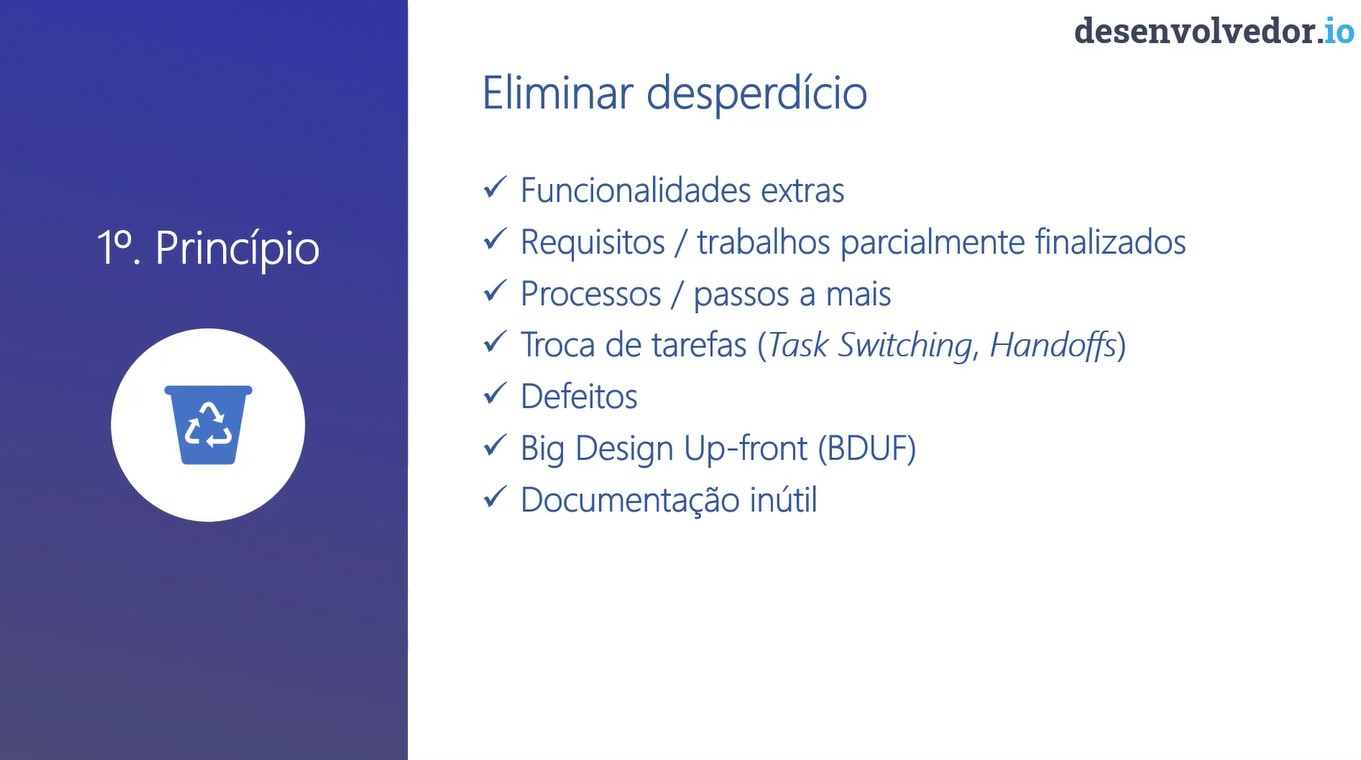 desenvolvedor.io
1º. Princípio
Eliminar desperdício
✓ Funcionalidades extras
✓ Requisitos / trabalhos parcialmente finalizados
✓ Processos / passos a mais
✓ Troca de tarefas (Task Switching, Handoffs)
✓ Defeitos
✓ Big Design Up-front (BDUF)
✓ Documentação inútil